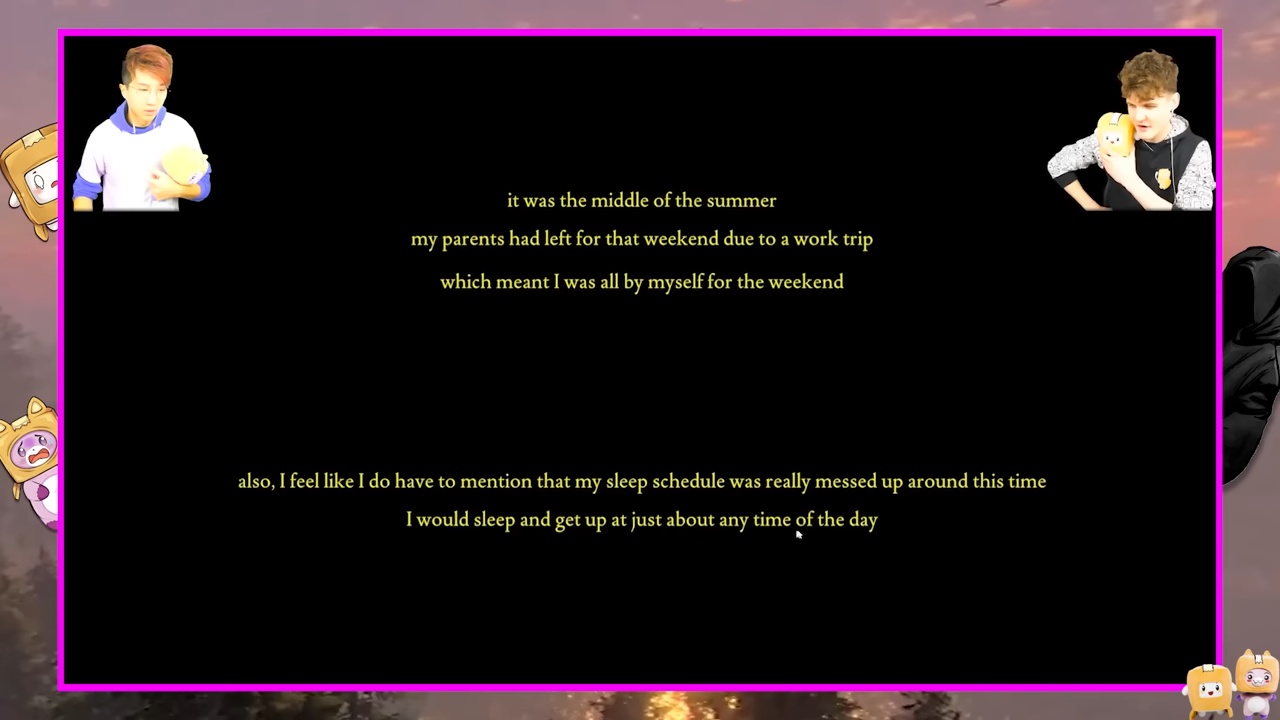 it was the middle of the summer
my parents had left for that weekend due to a work trip
which meant I was all by myself for the weekend
also, I feel like I do have to mention that my sleep schedule was really messed up around this time
I would sleep and get up at just about any time of the day